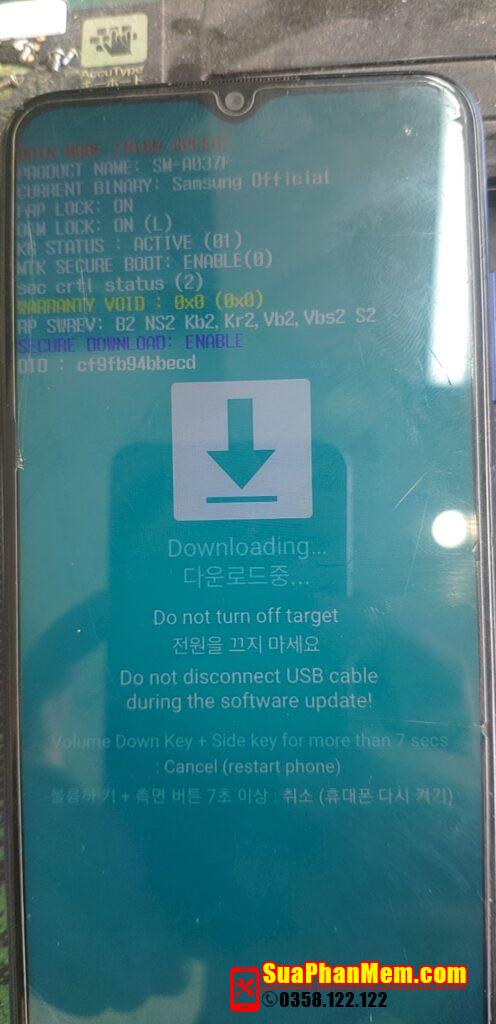 AccuType
ODIN MODE (HIGH SPEED)
PRODUCT NAME: SM-A037F
CURRENT BINARY: Samsung Official
FRP LOCK: ON
OEM LOCK: ON (L)
KG STATUS : ACTIVE (01)
MTK SECURE BOOT: ENABLE(0)
sec crtl status (2)
WARRANTY VOID : 0x0 (0x0)
RP SWREV: B2 NS2 Kb2,Kr2,Vb2,Vbs2 S2
SECURE DOWNLOAD: ENABLE
DID : cf9fb94bbecd
Downloading...
다운로드중...
Do not turn off target
전원을 끄지 마세요
Do not disconnect USB cable
during the software update!
Volume Down Key + Side key for more than 7 secs
: Cancel (restart phone)
볼륨하 키 + 측면 버튼 7초 이상 : 취소 (휴대폰 다시 켜기)
SuaPhanMem.com
0358.122.122